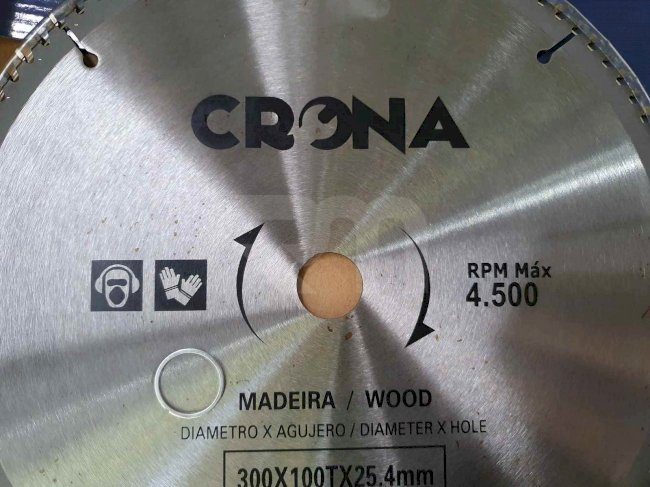 CRONA
RPM Máx
4.500
MADEIRA / WOOD
DIAMETRO X AGUJERO / DIAMETER X HOLE
300X100TX25.4mm